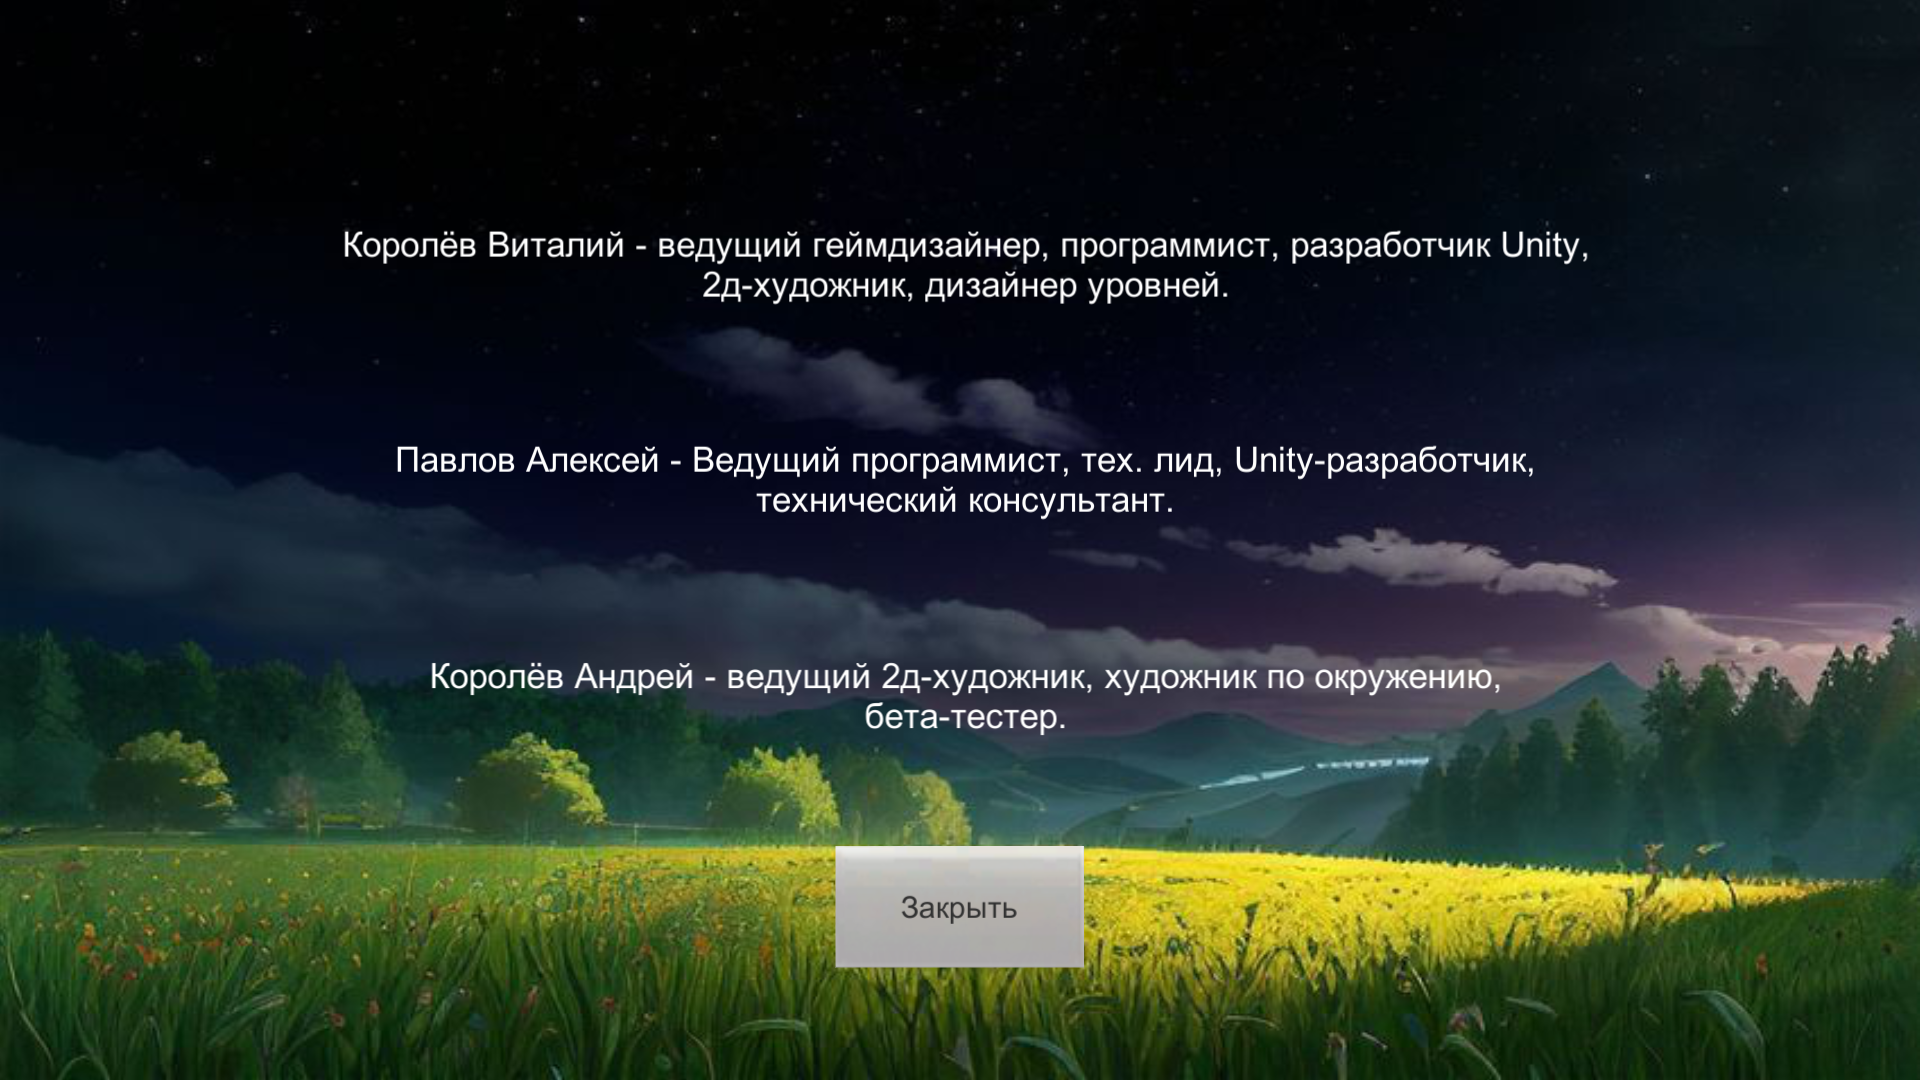 Королёв Виталий - ведущий геймдизайнер, программист, разработчик Unity,
2д-художник, дизайнер уровней.
Павлов Алексей - Ведущий программист, тех. лид, Unity-разработчик,
технический консультант.
Королёв Андрей - ведущий 2д-художник, художник по окружению,
бета-тестер.
Закрыть